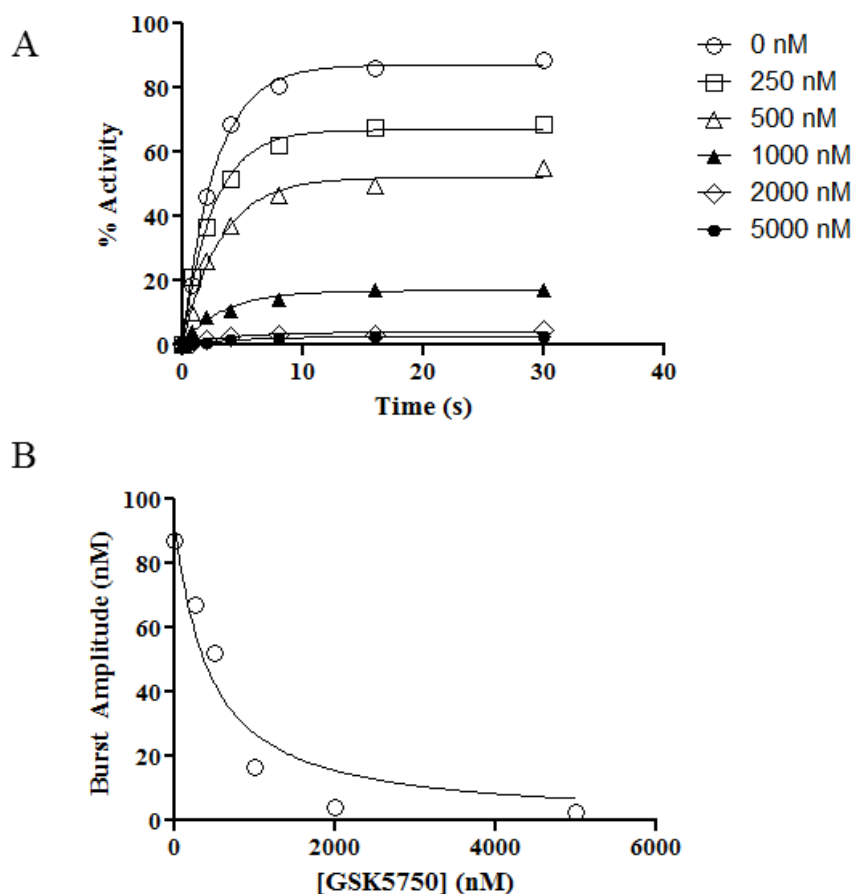 A
% Activity
100
80
60
40
20
0
0 10 20 30 40
Time (s)
0 nM
250 nM
500 nM
1000 nM
2000 nM
5000 nM
B
Burst Amplitude (nM)
100
80
60
40
20
0
0 2000 4000 6000
[GSK5750] (nM)